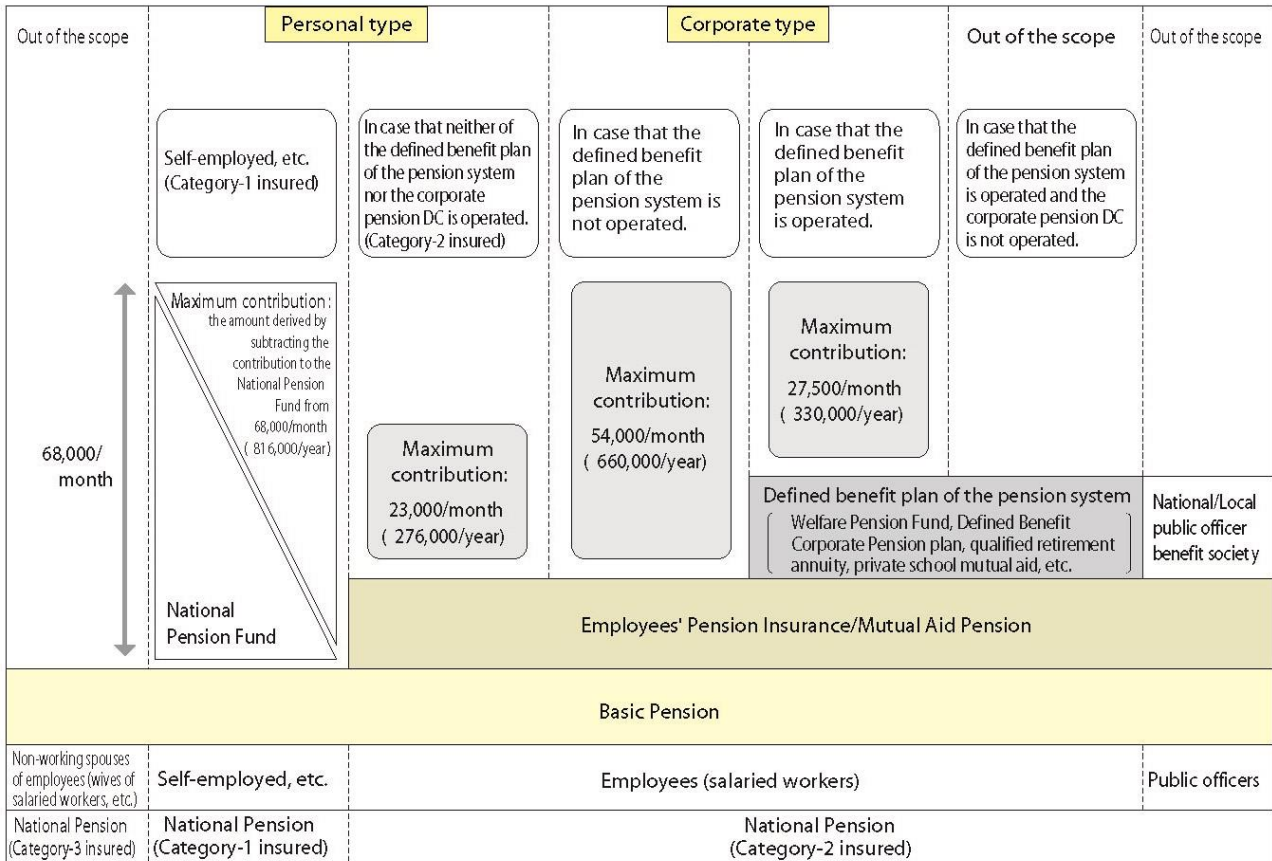 Out of the scope
Personal type
Corporate type
Out of the scope
Out of the scope
Self-employed, etc.
(Category-1 insured)
In case that neither of
the defined benefit plan
of the pension system
nor the corporate
pension DC is operated.
(Category-2 insured)
In case that the
defined benefit
plan of the
pension system is
not operated.
In case that the
defined benefit
plan of the
pension system
is operated.
In case that the
defined benefit plan
of the pension system
is operated and the
corporate pension DC
is not operated.
68,000/
month
Maximum contribution :
the amount derived by
subtracting the
contribution to the
National Pension
Fund from
68,000/month
( 816,000/year)
National
Pension Fund
Maximum
contribution:
23,000/month
( 276,000/year)
Maximum
contribution:
54,000/month
( 660,000/year)
Maximum
contribution:
27,500/month
( 330,000/year)
Defined benefit plan of the pension system
Welfare Pension Fund, Defined Benefit
Corporate Pension plan, qualified retirement
annuity, private school mutual aid, etc.
National/Local
public officer
benefit society
Employees' Pension Insurance/Mutual Aid Pension
Basic Pension
Non-working spouses
of employees (wives of
salaried workers, etc.)
Self-employed, etc.
Employees (salaried workers)
Public officers
National Pension
(Category-3 insured)
National Pension
(Category-1 insured)
National Pension
(Category-2 insured)